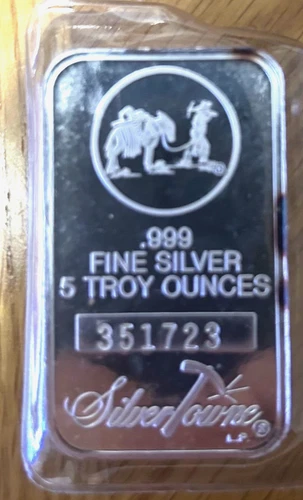 .999
FINE SILVER
5 TROY OUNCES
351723
SilverTowne®
L.P.